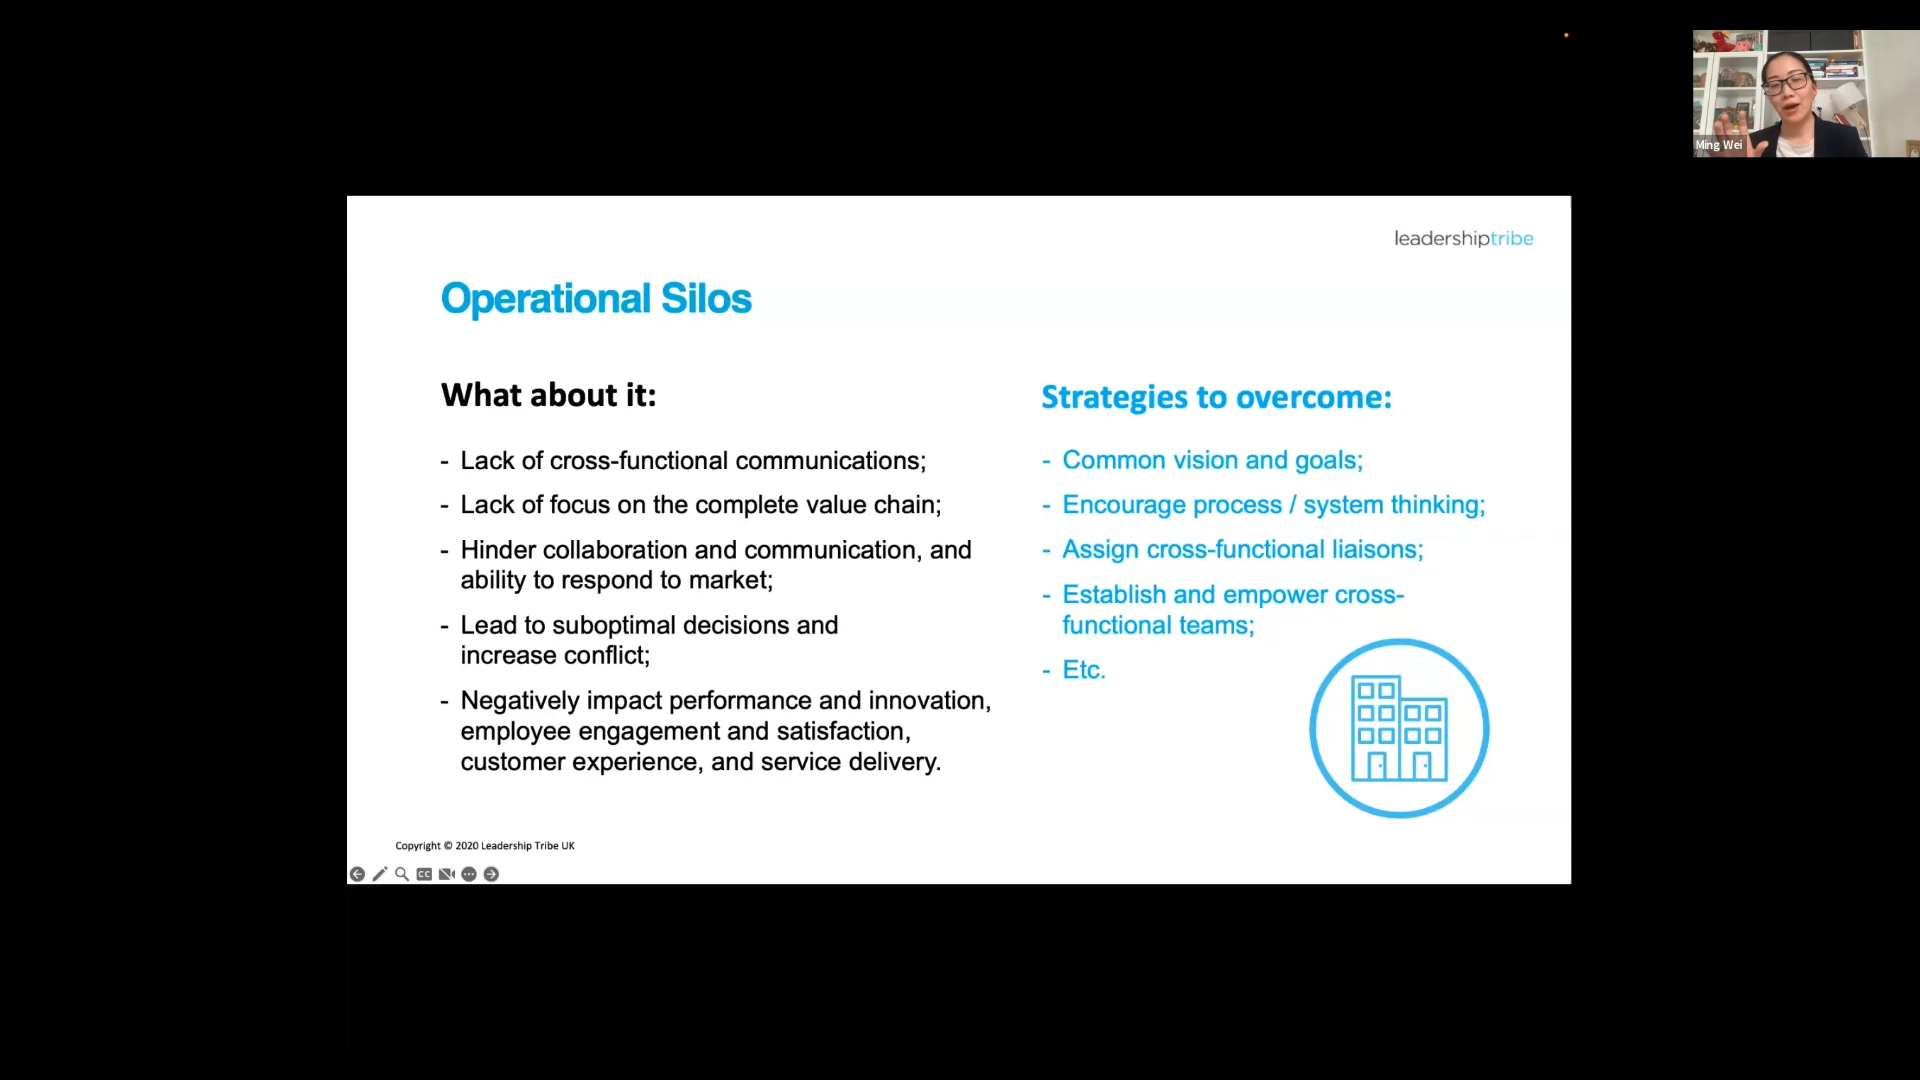 Ming Wei
leadershiptribe
Operational Silos
What about it:
- Lack of cross-functional communications;
- Lack of focus on the complete value chain;
- Hinder collaboration and communication, and
ability to respond to market;
- Lead to suboptimal decisions and
increase conflict;
- Negatively impact performance and innovation,
employee engagement and satisfaction,
customer experience, and service delivery.
Strategies to overcome:
- Common vision and goals;
- Encourage process / system thinking;
- Assign cross-functional liaisons;
- Establish and empower cross-
functional teams;
- Etc.
Copyright © 2020 Leadership Tribe UK
CC